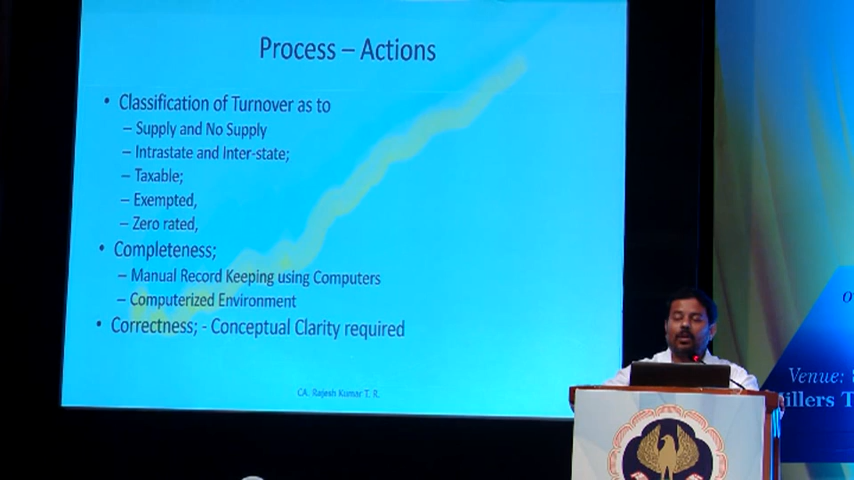 Process – Actions
• Classification of Turnover as to
– Supply and No Supply
– Intrastate and Inter-state;
– Taxable;
– Exempted,
– Zero rated,
• Completeness;
– Manual Record Keeping using Computers
– Computerized Environment
• Correctness; - Conceptual Clarity required
CA. Rajesh Kumar T. R.
Venue: